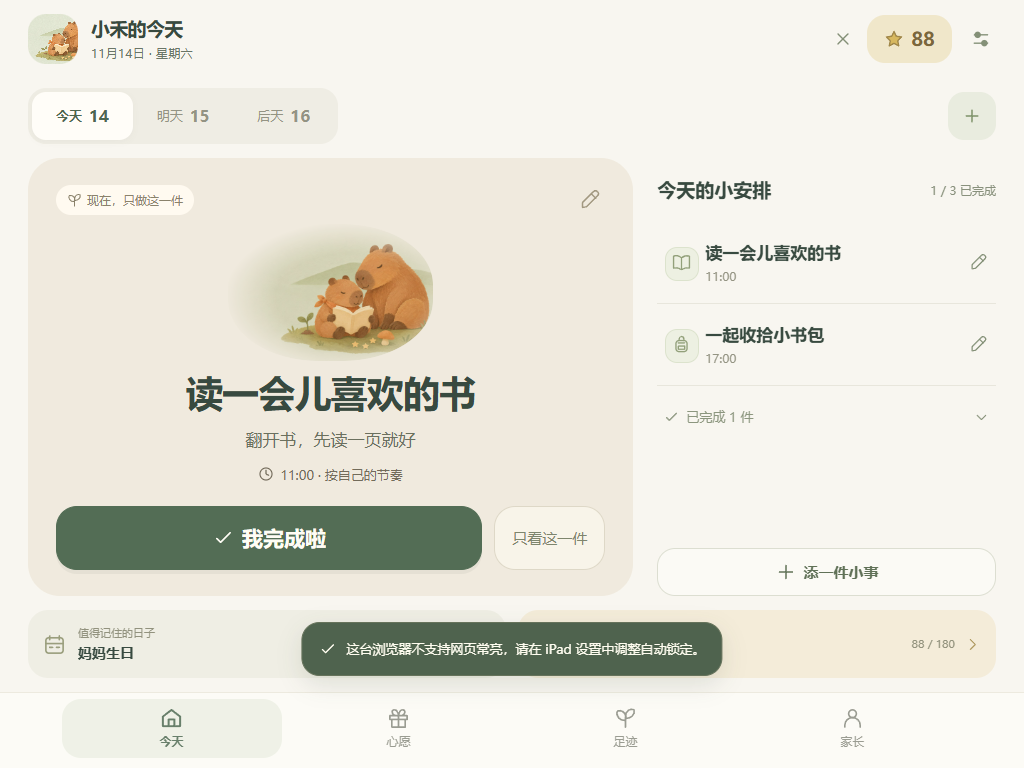 小禾的今天
11月14日 · 星期六
88
今天 14
明天 15
后天 16
现在，只做这一件
读一会儿喜欢的书
翻开书，先读一页就好
11:00 · 按自己的节奏
我完成啦
只看这一件
今天的小安排
1 / 3 已完成
读一会儿喜欢的书
11:00
一起收拾小书包
17:00
已完成 1 件
添一件小事
值得记住的日子
妈妈生日
这台浏览器不支持网页常亮，请在 iPad 设置中调整自动锁定。
88 / 180
今天
心愿
足迹
家长